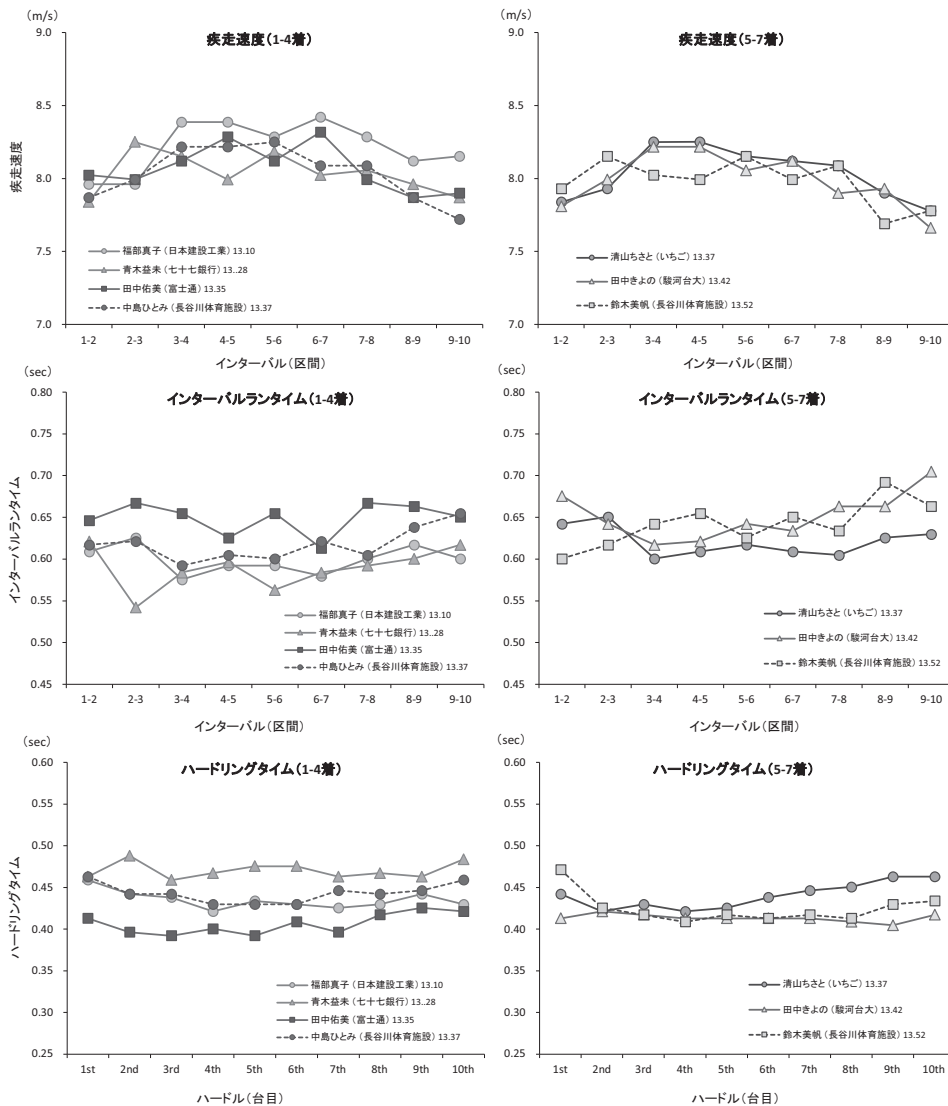 (m/s)
疾走速度(1-4着)
9.0
8.5
8.0
7.5
7.0
疾走速度
福部真子(日本建設工業)13.10
青木益未(七十七銀行)13..28
田中佑美(富士通)13.35
中島ひとみ(長谷川体育施設)13.37
1-2 2-3 3-4 4-5 5-6 6-7 7-8 8-9 9-10
インターバル(区間)
(m/s)
疾走速度(5-7着)
9.0
8.5
8.0
7.5
7.0
清山ちさと(いちご)13.37
田中きよの(駿河台大)13.42
鈴木美帆(長谷川体育施設)13.52
1-2 2-3 3-4 4-5 5-6 6-7 7-8 8-9 9-10
インターバル(区間)
(sec)
インターバルランタイム(1-4着)
0.80
0.75
0.70
0.65
0.60
0.55
0.50
0.45
インターバルランタイム
福部真子(日本建設工業)13.10
青木益未(七十七銀行)13..28
田中佑美(富士通)13.35
中島ひとみ(長谷川体育施設)13.37
1-2 2-3 3-4 4-5 5-6 6-7 7-8 8-9 9-10
インターバル(区間)
(sec)
インターバルランタイム(5-7着)
0.80
0.75
0.70
0.65
0.60
0.55
0.50
0.45
清山ちさと(いちご)13.37
田中きよの(駿河台大)13.42
鈴木美帆(長谷川体育施設)13.52
1-2 2-3 3-4 4-5 5-6 6-7 7-8 8-9 9-10
インターバル(区間)
(sec)
ハードリングタイム(1-4着)
0.60
0.55
0.50
0.45
0.40
0.35
0.30
0.25
ハードリングタイム
福部真子(日本建設工業)13.10
青木益未(七十七銀行)13..28
田中佑美(富士通)13.35
中島ひとみ(長谷川体育施設)13.37
1st 2nd 3rd 4th 5th 6th 7th 8th 9th 10th
ハードル(台目)
(sec)
ハードリングタイム(5-7着)
0.60
0.55
0.50
0.45
0.40
0.35
0.30
0.25
清山ちさと(いちご)13.37
田中きよの(駿河台大)13.42
鈴木美帆(長谷川体育施設)13.52
1st 2nd 3rd 4th 5th 6th 7th 8th 9th 10th
ハードル(台目)